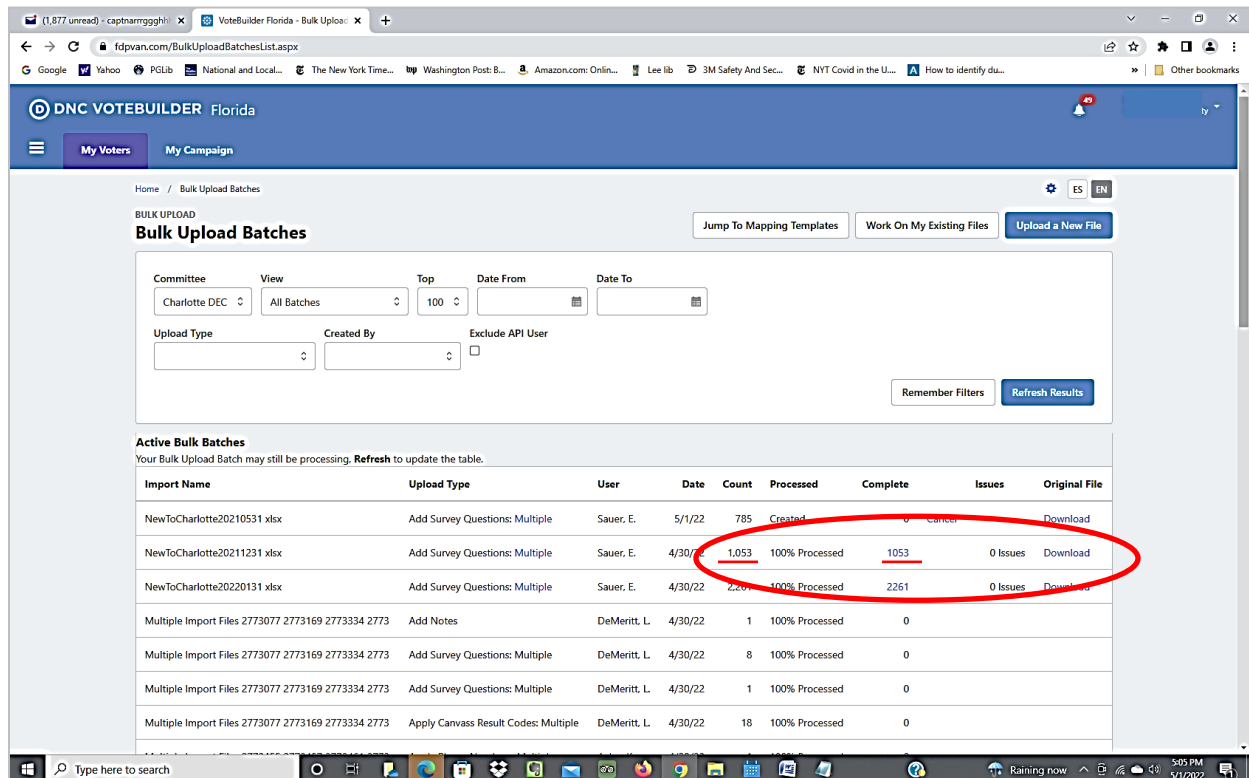 (1,877 unread) - captnarrrggghh
VoteBuilder Florida - Bulk Upload
fdpvan.com/BulkUploadBatchesList.aspx
Google Yahoo PGLib National and Local... The New York Time... Washington Post: B... Amazon.com: Onlin... Lee lib 3M Safety And Sec... NYT Covid in the U.... How to identify du... » Other bookmarks
DNC VOTEBUILDER Florida
49
ty
My Voters My Campaign
Home / Bulk Upload Batches
ES EN
BULK UPLOAD
Bulk Upload Batches
Jump To Mapping Templates Work On My Existing Files Upload a New File
Committee View Top Date From Date To
Charlotte DEC All Batches 100
Upload Type Created By Exclude API User
Remember Filters Refresh Results
Active Bulk Batches
Your Bulk Upload Batch may still be processing, Refresh to update the table.
Import Name Upload Type User Date Count Processed Complete Issues Original File
NewToCharlotte20210531 xlsx Add Survey Questions: Multiple Sauer, E. 5/1/22 785 Created 0 Cancel Download
NewToCharlotte20211231 xlsx Add Survey Questions: Multiple Sauer, E. 4/30/22 1,053 100% Processed 1053 0 Issues Download
NewToCharlotte20220131 xlsx Add Survey Questions: Multiple Sauer, E. 4/30/22 2,261 100% Processed 2261 0 Issues Download
Multiple Import Files 2773077 2773169 2773334 2773 Add Notes DeMeritt, L. 4/30/22 1 100% Processed 0
Multiple Import Files 2773077 2773169 2773334 2773 Add Survey Questions: Multiple DeMeritt, L. 4/30/22 8 100% Processed 0
Multiple Import Files 2773077 2773169 2773334 2773 Add Survey Questions: Multiple DeMeritt, L. 4/30/22 1 100% Processed 0
Multiple Import Files 2773077 2773169 2773334 2773 Apply Canvass Result Codes: Multiple DeMeritt, L. 4/30/22 18 100% Processed 0
Type here to search
Raining now
5:05 PM
5/1/2022